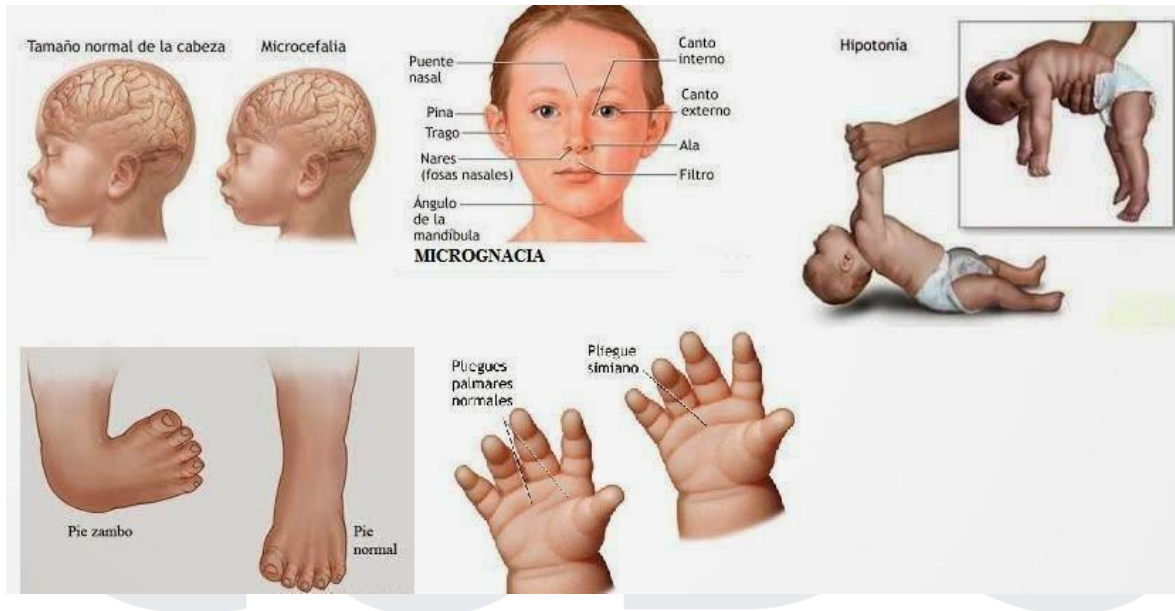 Tamaño normal de la cabeza
Microcefalia
Puente
nasal
Pina
Trago
Nares
(fosas nasales)
Ángulo
de la
mandíbula
Canto
interno
Canto
externo
Ala
Filtro
MICROGNACIA
Hipotonía
Pie zambo
Pie
normal
Pliegues
palmares
normales
Pliegue
simiano